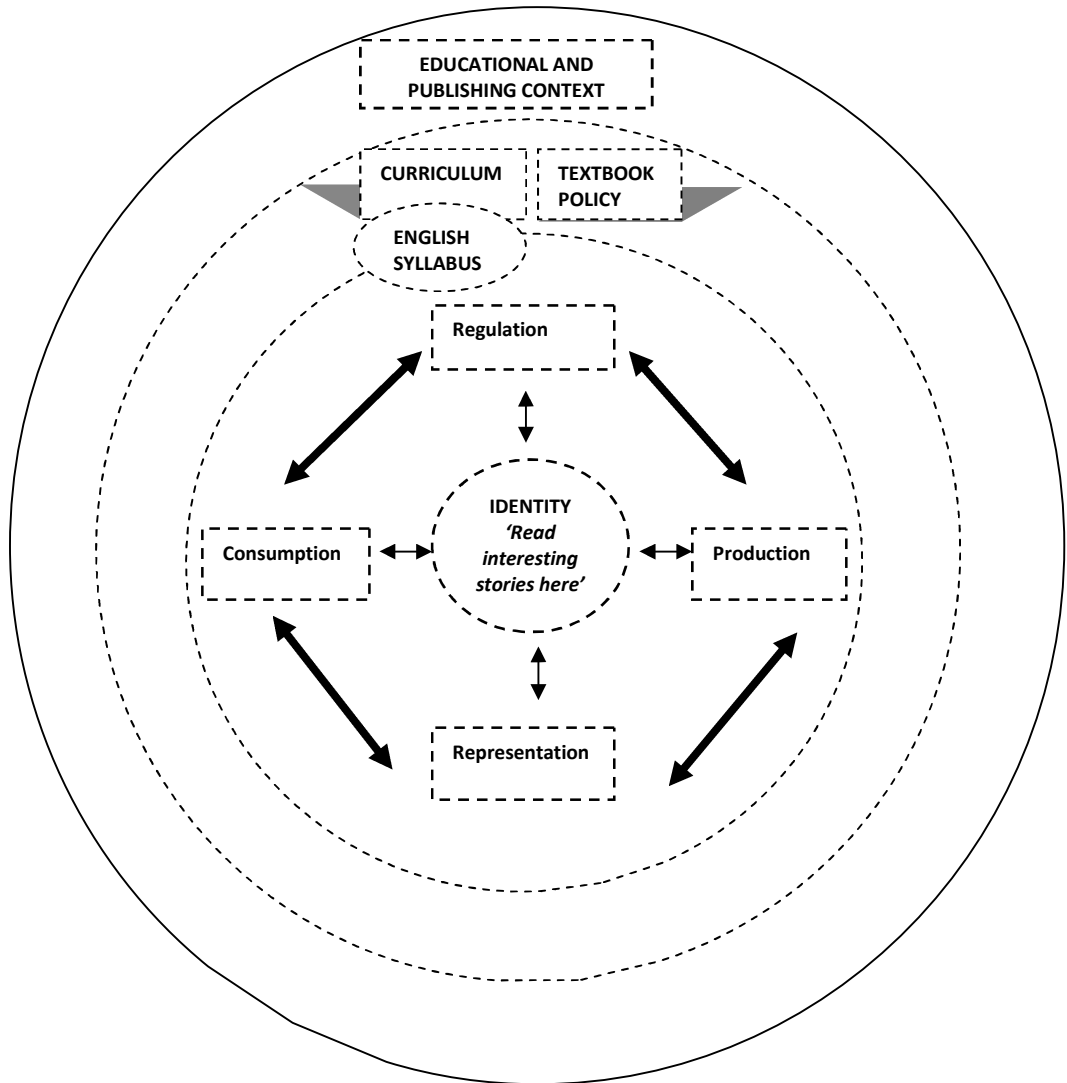 EDUCATIONAL AND
PUBLISHING CONTEXT
CURRICULUM
TEXTBOOK
POLICY
ENGLISH
SYLLABUS
Regulation
IDENTITY
‘Read
interesting
stories here’
Consumption
Production
Representation